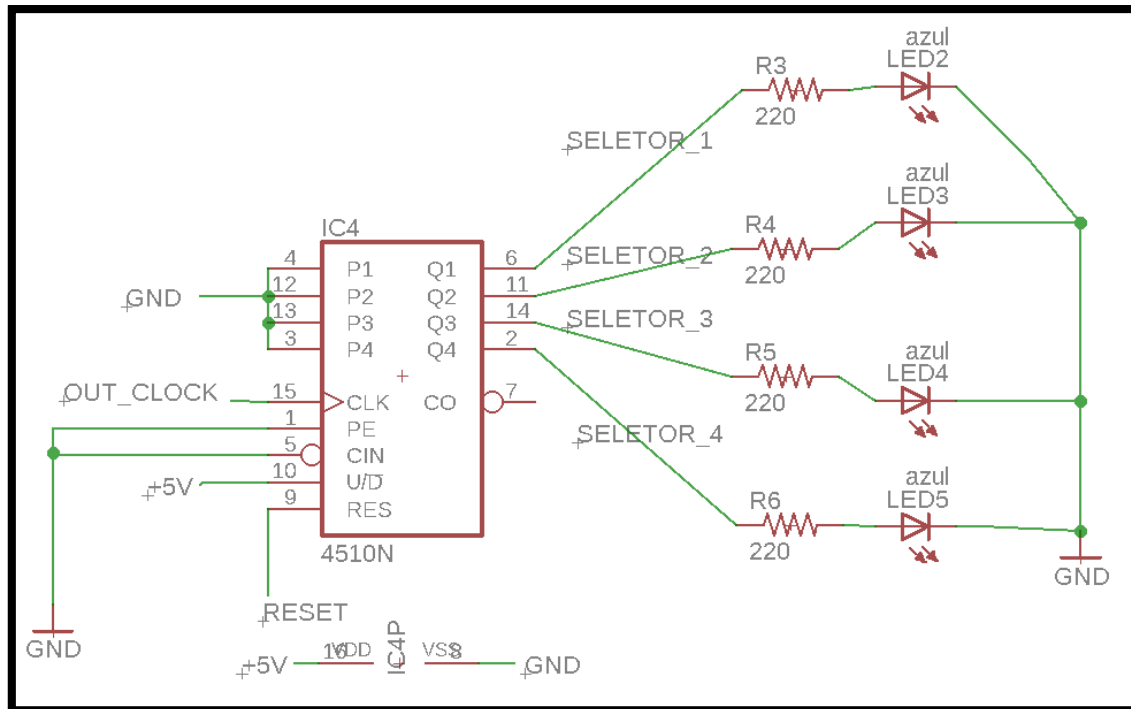 azul
LED2
R3
220
SELETOR_1
azul
LED3
R4
220
SELETOR_2
IC4
4 P1 Q1 6
12 P2 Q2 11
13 P3 Q3 14
3 P4 Q4 2
GND
SELETOR_3
azul
LED4
R5
220
OUT_CLOCK
15 CLK CO 7
1 PE
5 CIN
+5V
10 U/D
9 RES
4510N
SELETOR_4
azul
LED5
R6
220
GND
RESET
GND
+5V
16 VDD IC4P VSS 8
GND